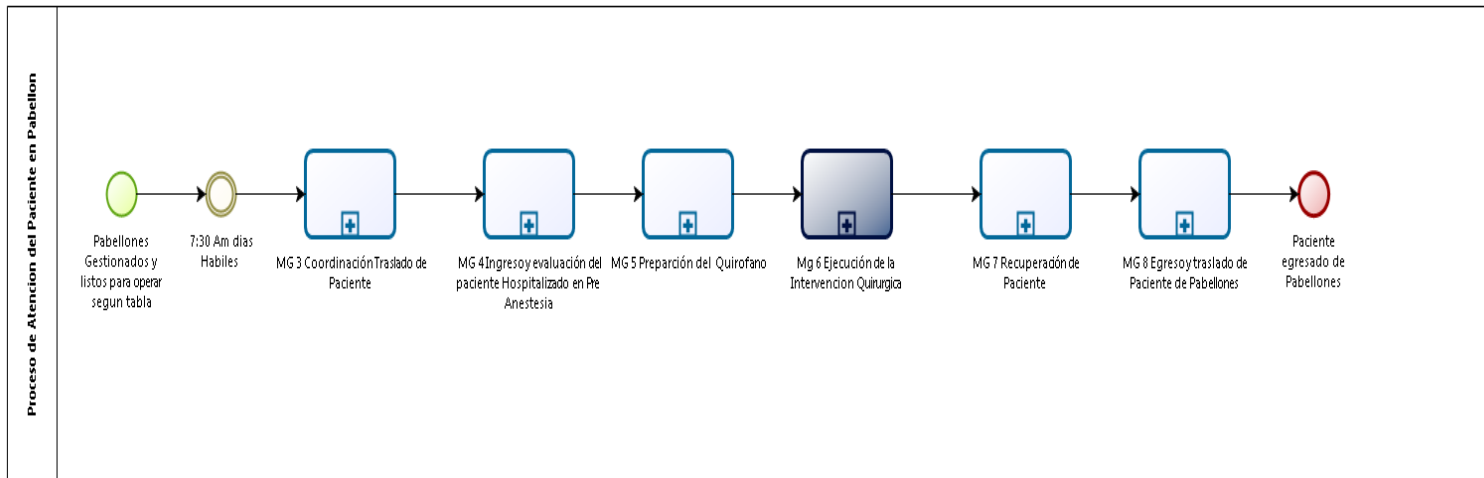 Proceso de Atencion del Paciente en Pabellon
Pabellones
Gestionados y
listos para operar
segun tabla
7:30 Am dias
Habiles
MG 3 Coordinación Traslado de
Paciente
MG 4 Ingreso y evaluación del
paciente Hospitalizado en Pre
Anestesia
MG 5 Preparción del Quirofano
Mg 6 Ejecución de la
Intervencion Quirurgica
MG 7 Recuperación de
Paciente
MG 8 Egreso y traslado de
Paciente de Pabellones
Paciente
egresado de
Pabellones